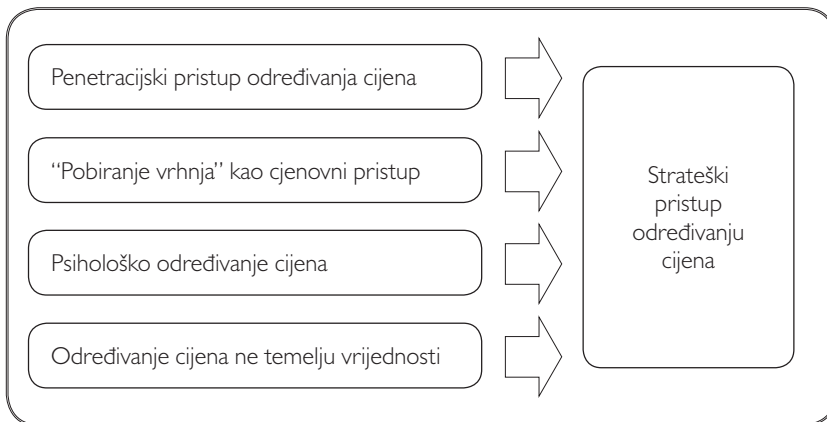 Penetracijski pristup određivanja cijena
“Pobiranje vrhnja” kao cjenovni pristup
Psihološko određivanje cijena
Određivanje cijena ne temelju vrijednosti
Strateški
pristup
određivanju
cijena